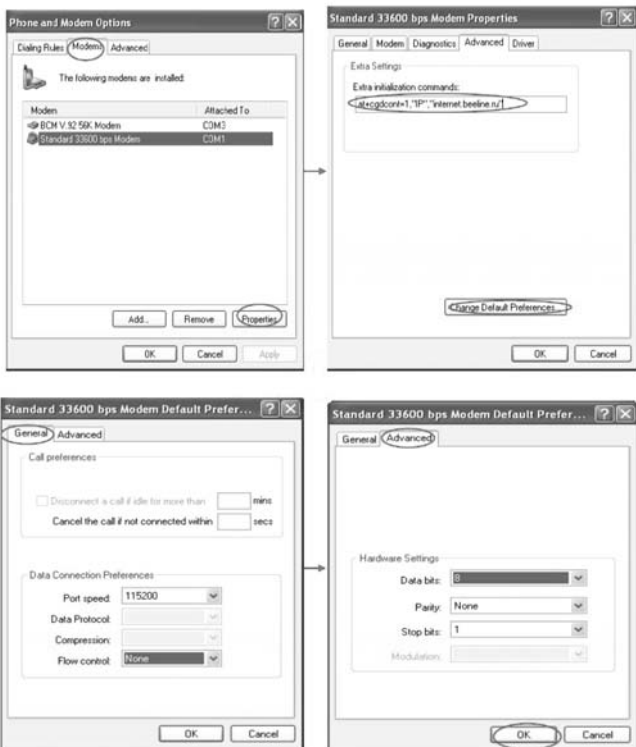 Phone and Modem Options
Dialing Rules Modems Advanced
The following modems are installed:
Modem Attached To
BCM V.92 56K Modem COM3
Standard 33600 bps Modem COM1
Add... Remove Properties
OK Cancel Apply
Standard 33600 bps Modem Properties
General Modem Diagnostics Advanced Driver
Extra Settings
Extra initialization commands:
at+cgdcont=1,"IP","internet.beeline.ru"
Change Default Preferences...
OK Cancel
Standard 33600 bps Modem Default Prefer...
General Advanced
Call preferences
Disconnect a call if idle for more than mins
Cancel the call if not connected within secs
Data Connection Preferences
Port speed: 115200
Data Protocol:
Compression:
Flow control: None
OK Cancel
Standard 33600 bps Modem Default Prefer...
General Advanced
Hardware Settings
Data bits: 8
Parity: None
Stop bits: 1
Modulation:
OK Cancel